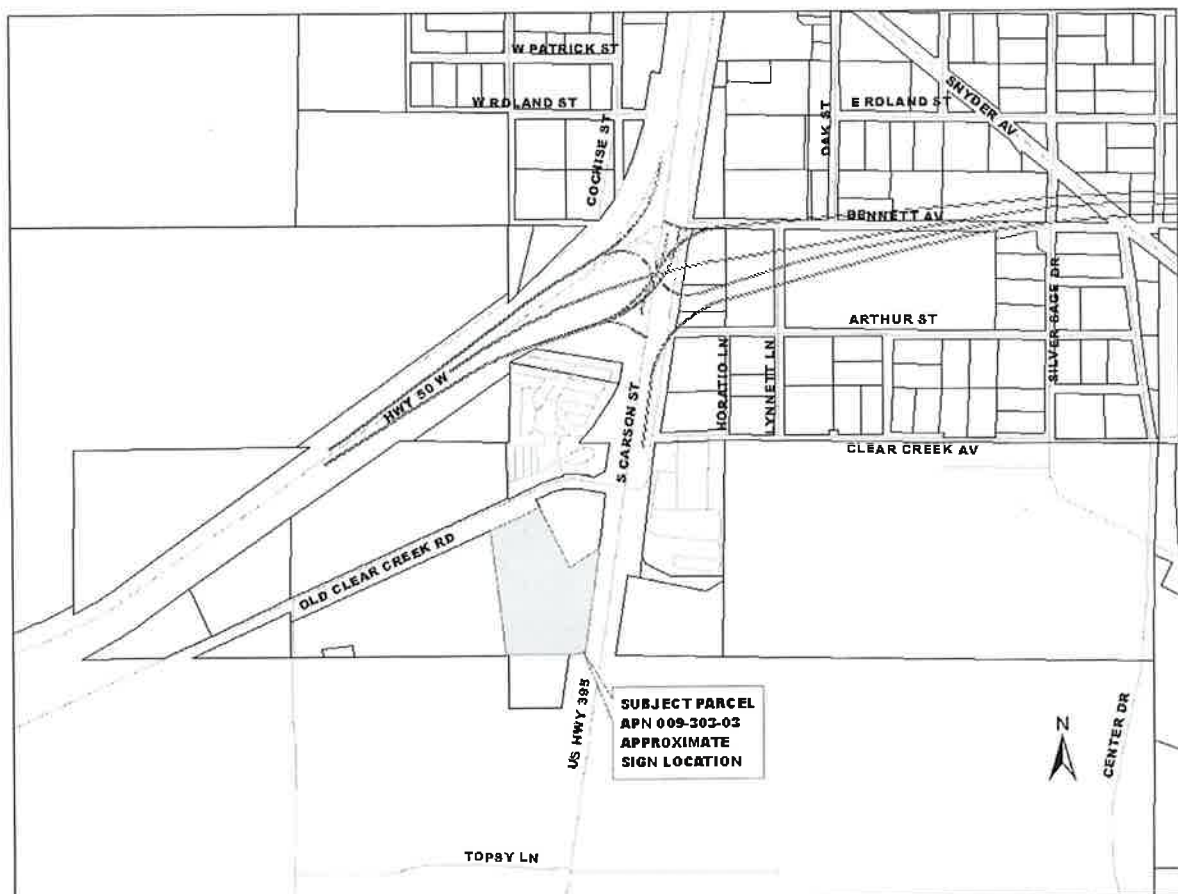 W PATRICK ST
W ROLAND ST
COCHISE ST
OAK ST
E ROLAND ST
SNYDER AV
BENNETT AV
ARTHUR ST
SILVER SAGE DR
HORATIO LN
LYNNETT LN
HWY 50 W
S CARSON ST
CLEAR CREEK AV
OLD CLEAR CREEK RD
US HWY 395
SUBJECT PARCEL
APN 009-303-03
APPROXIMATE
SIGN LOCATION
N
CENTER DR
TOPSY LN